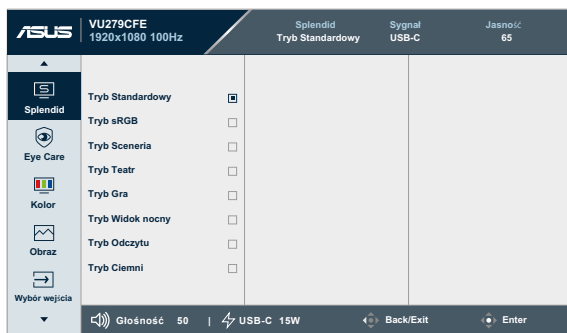 ASUS
VU279CFE
1920x1080 100Hz
Splendid
Tryb Standardowy
Sygnał
USB-C
Jasność
65
Splendid
Eye Care
Kolor
Obraz
Wybór wejścia
Tryb Standardowy
Tryb sRGB
Tryb Sceneria
Tryb Teatr
Tryb Gra
Tryb Widok nocny
Tryb Odczytu
Tryb Ciemni
Głośność 50 | USB-C 15W Back/Exit Enter